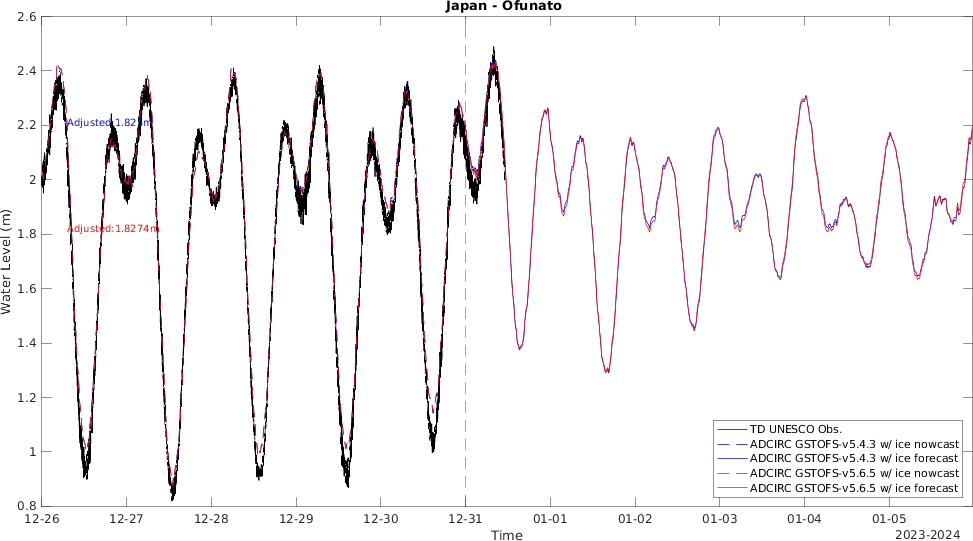 Japan - Ofunato
2.6
2.4
2.2
2
1.8
1.6
1.4
1.2
1
0.8
Water Level (m)
Adjusted:1.8274m
12-26
12-27
12-28
12-29
12-30
12-31
01-01
01-02
01-03
01-04
01-05
Time
2023-2024
TD UNESCO Obs.
ADCIRC GSTOFS-v5.4.3 w/ ice nowcast
ADCIRC GSTOFS-v5.4.3 w/ ice forecast
ADCIRC GSTOFS-v5.6.5 w/ ice nowcast
ADCIRC GSTOFS-v5.6.5 w/ ice forecast